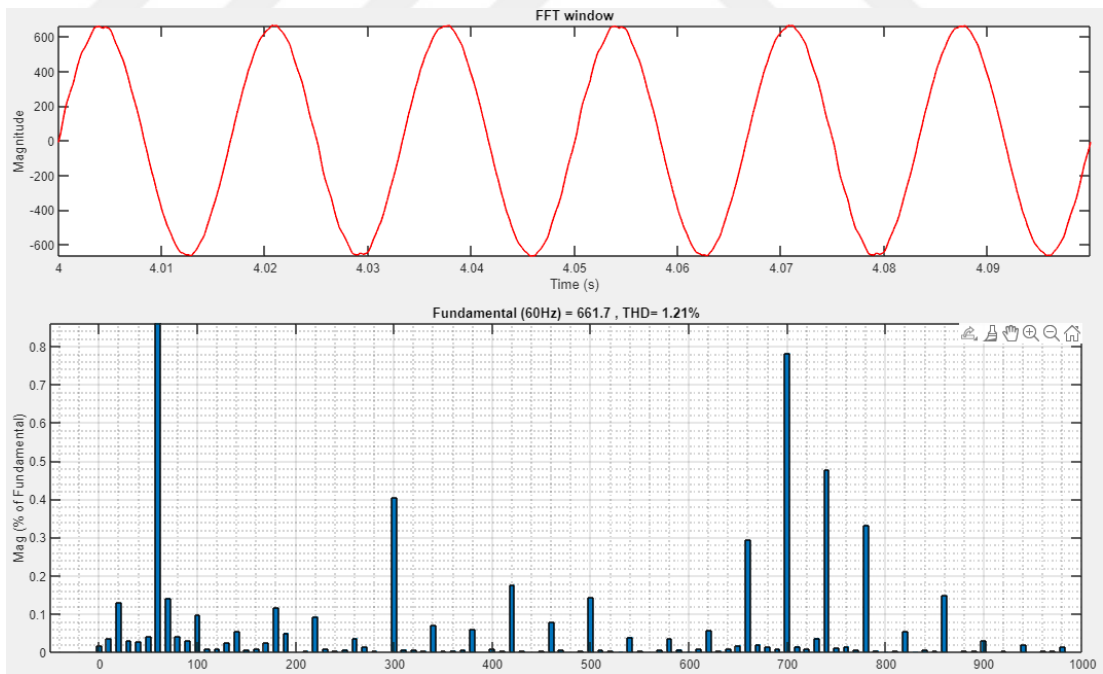 FFT window
600
400
200
0
-200
-400
-600
Magnitude
4 4.01 4.02 4.03 4.04 4.05 4.06 4.07 4.08 4.09
Time (s)
Fundamental (60Hz) = 661.7 , THD= 1.21%
0.8
0.7
0.6
0.5
0.4
0.3
0.2
0.1
0
Mag (% of Fundamental)
0 100 200 300 400 500 600 700 800 900 1000